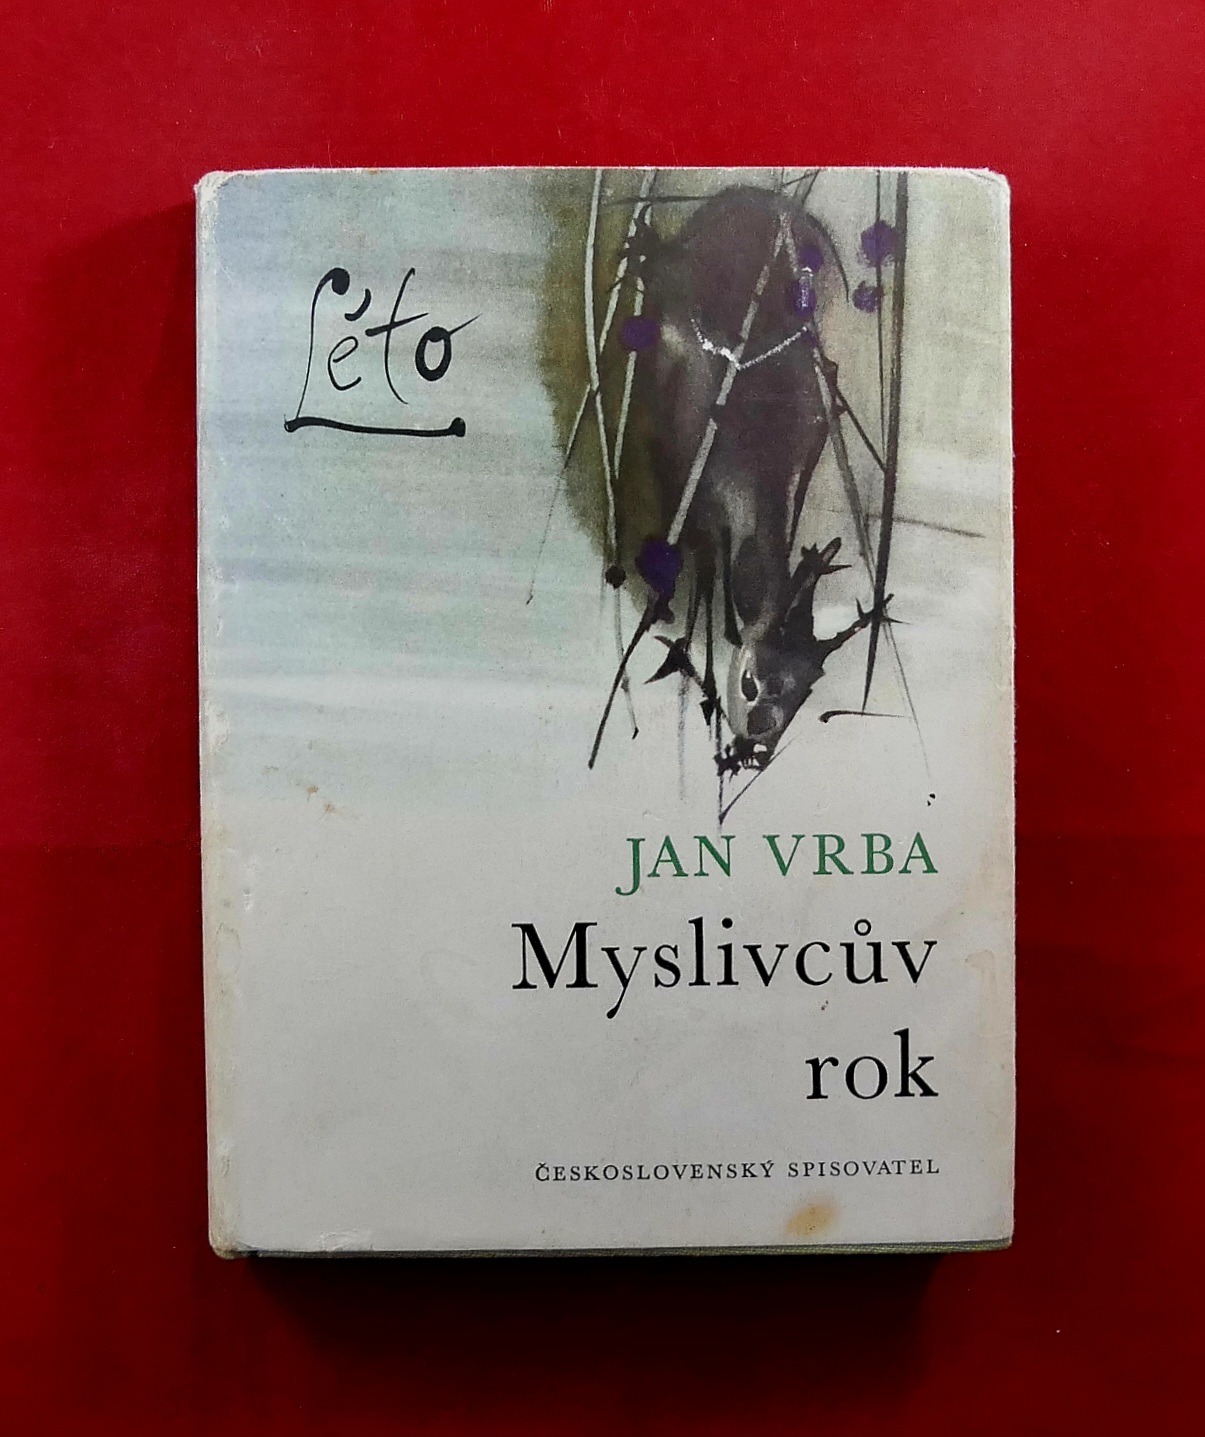 Léto
JAN VRBA
Myslivcův
rok
ČESKOSLOVENSKÝ SPISOVATEL